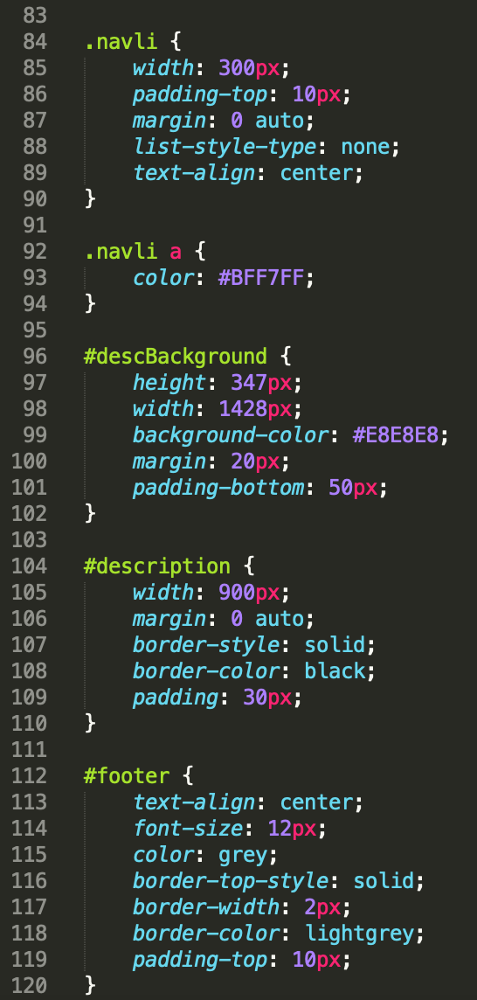 83
84 .navli {
85 width: 300px;
86 padding-top: 10px;
87 margin: 0 auto;
88 list-style-type: none;
89 text-align: center;
90 }
91
92 .navli a {
93 color: #BFF7FF;
94 }
95
96 #descBackground {
97 height: 347px;
98 width: 1428px;
99 background-color: #E8E8E8;
100 margin: 20px;
101 padding-bottom: 50px;
102 }
103
104 #description {
105 width: 900px;
106 margin: 0 auto;
107 border-style: solid;
108 border-color: black;
109 padding: 30px;
110 }
111
112 #footer {
113 text-align: center;
114 font-size: 12px;
115 color: grey;
116 border-top-style: solid;
117 border-width: 2px;
118 border-color: lightgrey;
119 padding-top: 10px;
120 }